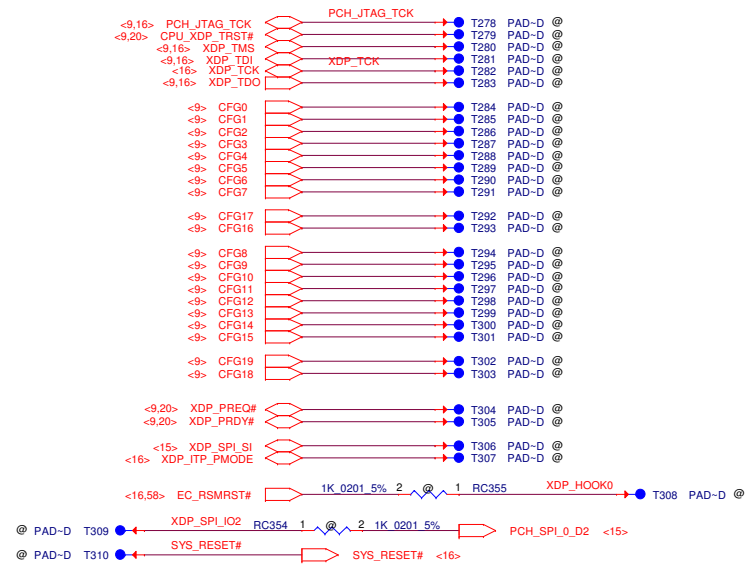 PCH_JTAG_TCK
<9,16> PCH_JTAG_TCK T278 PAD~D @
<9,20> CPU_XDP_TRST# T279 PAD~D @
<9,16> XDP_TMS T280 PAD~D @
<9,16> XDP_TDI XDP_TCK T281 PAD~D @
<16> XDP_TCK T282 PAD~D @
<9,16> XDP_TDO T283 PAD~D @
<9> CFG0 T284 PAD~D @
<9> CFG1 T285 PAD~D @
<9> CFG2 T286 PAD~D @
<9> CFG3 T287 PAD~D @
<9> CFG4 T288 PAD~D @
<9> CFG5 T289 PAD~D @
<9> CFG6 T290 PAD~D @
<9> CFG7 T291 PAD~D @
<9> CFG17 T292 PAD~D @
<9> CFG16 T293 PAD~D @
<9> CFG8 T294 PAD~D @
<9> CFG9 T295 PAD~D @
<9> CFG10 T296 PAD~D @
<9> CFG11 T297 PAD~D @
<9> CFG12 T298 PAD~D @
<9> CFG13 T299 PAD~D @
<9> CFG14 T300 PAD~D @
<9> CFG15 T301 PAD~D @
<9> CFG19 T302 PAD~D @
<9> CFG18 T303 PAD~D @
<9,20> XDP_PREQ# T304 PAD~D @
<9,20> XDP_PRDY# T305 PAD~D @
<15> XDP_SPI_SI T306 PAD~D @
<16> XDP_ITP_PMODE T307 PAD~D @
<16,58> EC_RSMRST# 1K_0201_5% 2 @ 1 RC355 XDP_HOOK0 T308 PAD~D @
@ PAD~D T309 XDP_SPI_IO2 RC354 1 @ 2 1K_0201_5% PCH_SPI_0_D2 <15>
@ PAD~D T310 SYS_RESET# SYS_RESET# <16>